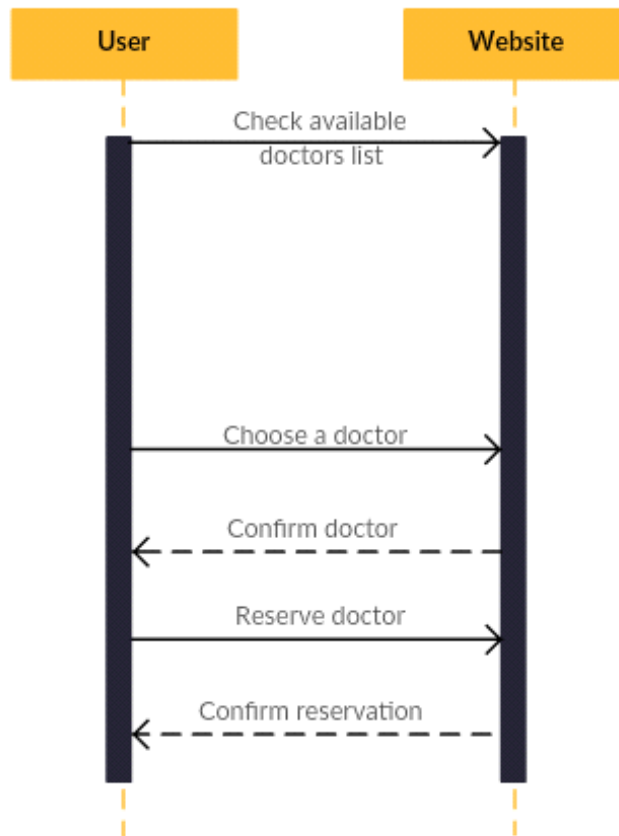 User
Website
Check available
doctors list
Choose a doctor
Confirm doctor
Reserve doctor
Confirm reservation